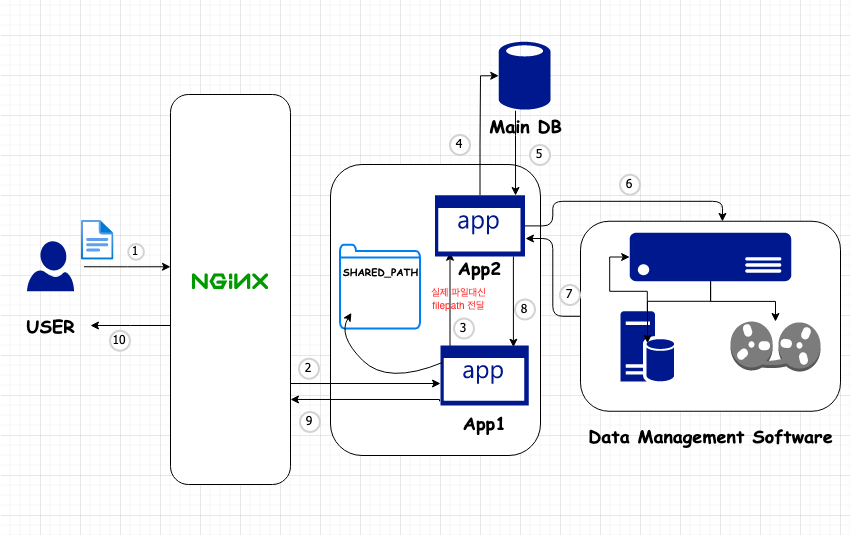 Main DB
4
5
app
6
1
NGINX
SHARED_PATH
App2
실제 파일대신
filepath 전달
7
8
USER
3
10
2
app
9
App1
Data Management Software